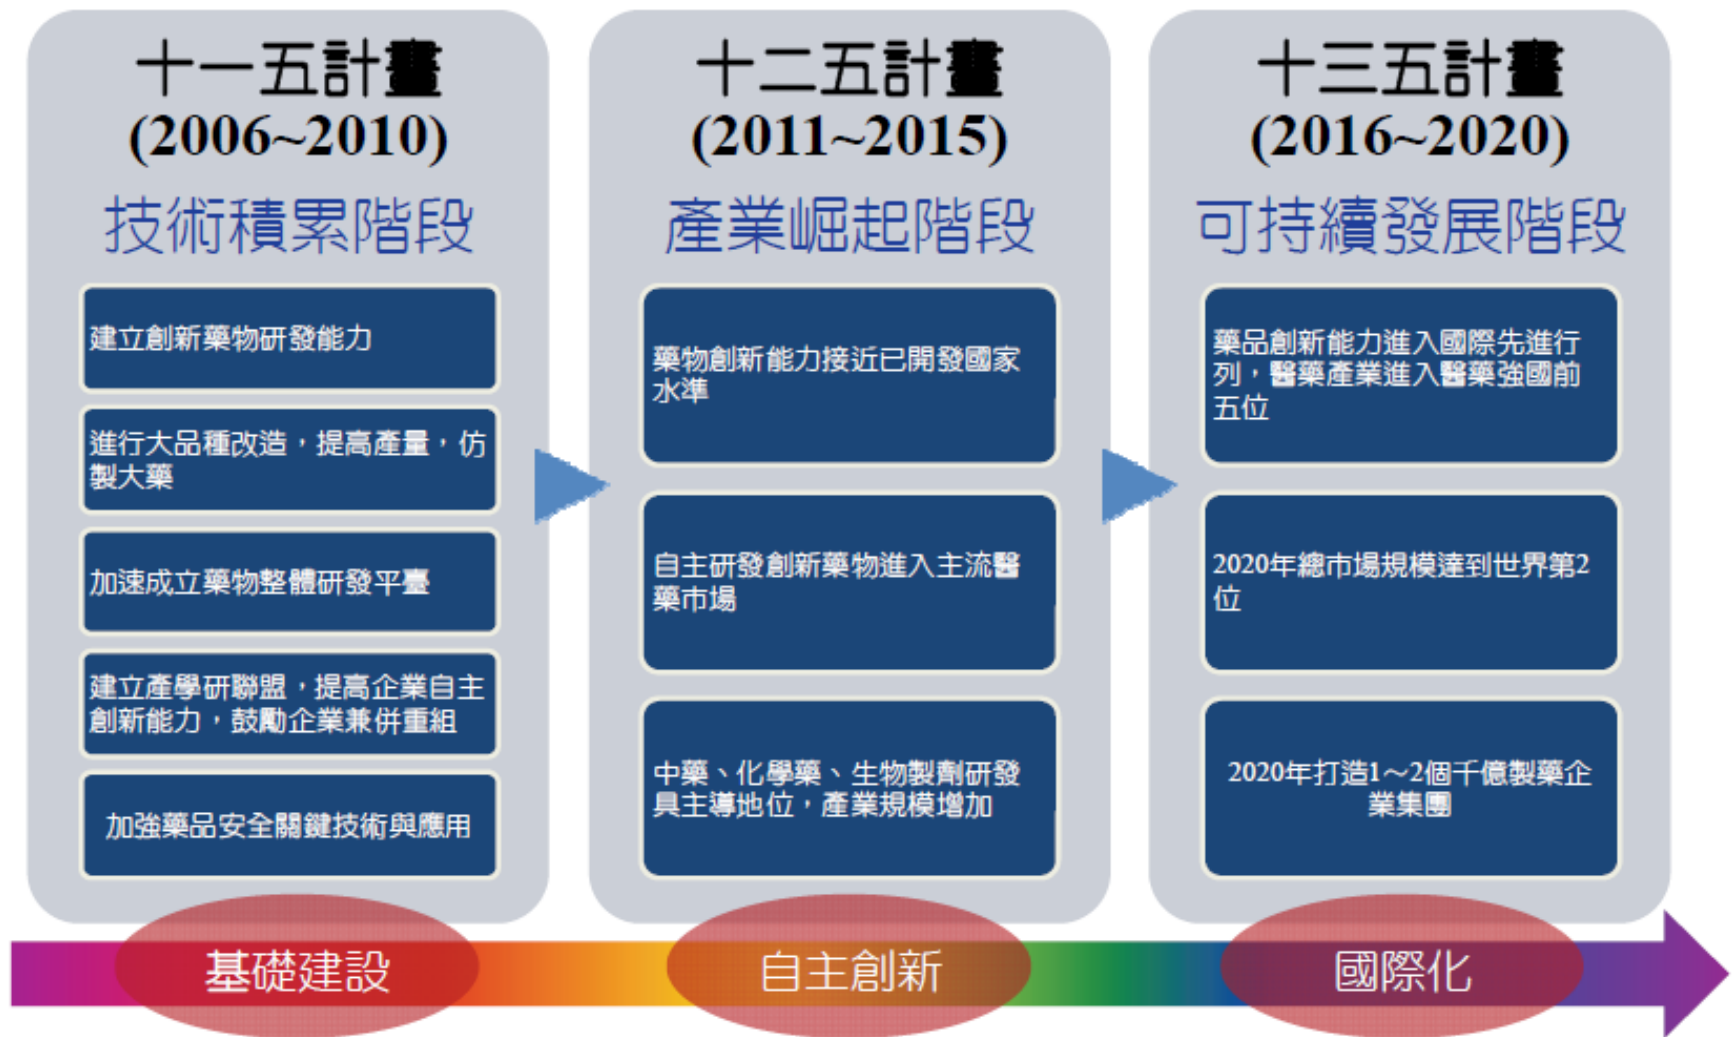 十一五計畫
(2006~2010)
技術積累階段
建立創新藥物研發能力
進行大品種改造，提高產量，仿
製大藥
加速成立藥物整體研發平臺
建立產學研聯盟，提高企業自主
創新能力，鼓勵企業兼併重組
加強藥品安全關鍵技術與應用
基礎建設
十二五計畫
(2011~2015)
產業崛起階段
藥物創新能力接近已開發國家
水準
自主研發創新藥物進入主流醫
藥市場
中藥、化學藥、生物製劑研發
具主導地位，產業規模增加
自主創新
十三五計畫
(2016~2020)
可持續發展階段
藥品創新能力進入國際先進行
列，醫藥產業進入醫藥強國前
五位
2020年總市場規模達到世界第2
位
2020年打造1～2個千億製藥企
業集團
國際化